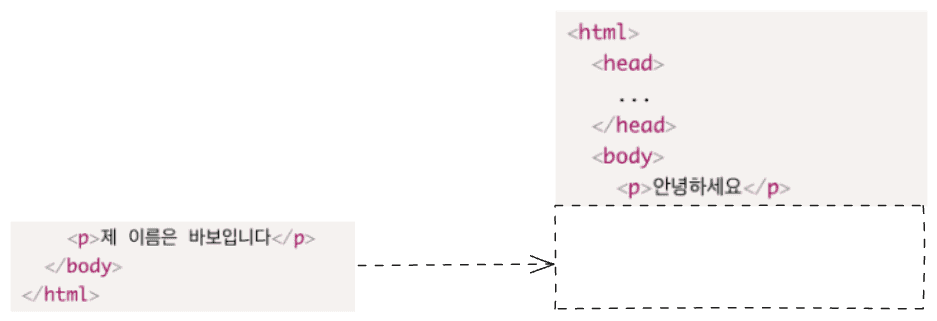 <html>
<head>
...
</head>
<body>
<p>안녕하세요</p>
<p>제 이름은 바보입니다</p>
</body>
</html>